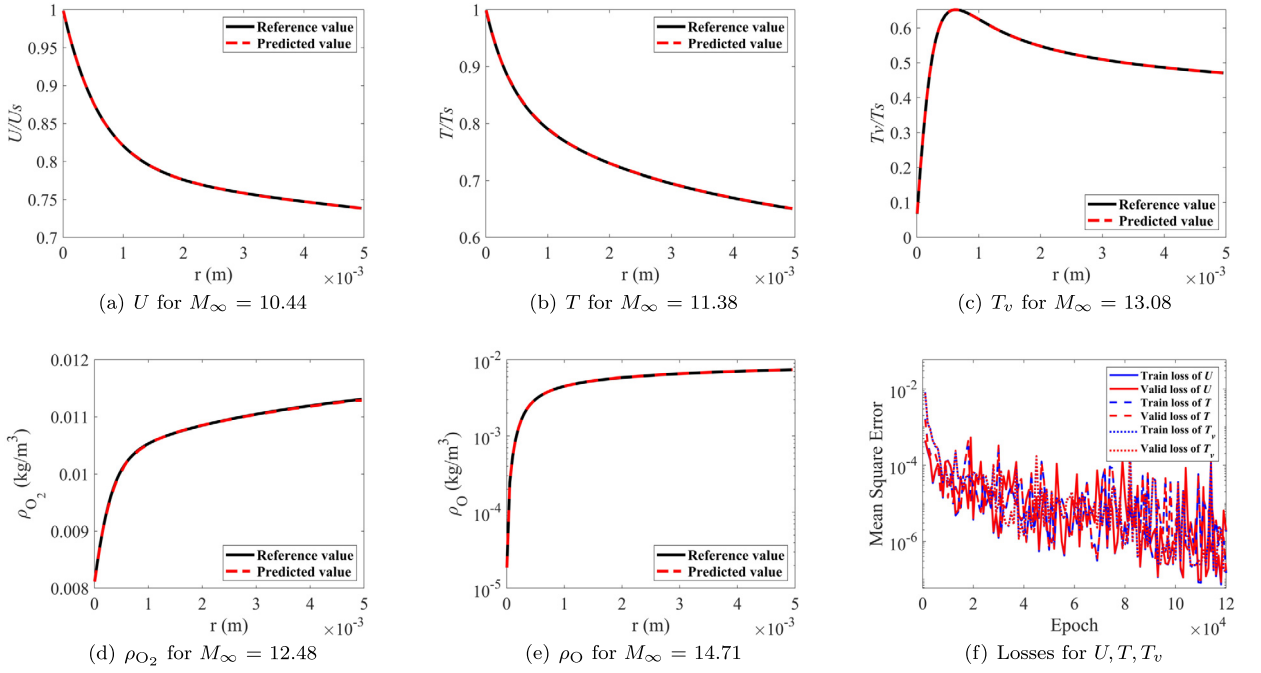 1
0.95
0.9
0.85
0.8
0.75
0.7
U/Us
Reference value
Predicted value
0 1 2 3 4 5
r (m)
×10⁻³
(a) U for M∞ = 10.44
1
0.9
0.8
0.7
0.6
T/Ts
Reference value
Predicted value
0 1 2 3 4 5
r (m)
×10⁻³
(b) T for M∞ = 11.38
0.6
0.5
0.4
0.3
0.2
0.1
0
Tv/Ts
Reference value
Predicted value
0 1 2 3 4 5
r (m)
×10⁻³
(c) Tᵥ for M∞ = 13.08
0.012
0.011
0.01
0.009
0.008
ρO₂ (kg/m³)
Reference value
Predicted value
0 1 2 3 4 5
r (m)
×10⁻³
(d) ρO₂ for M∞ = 12.48
10⁻²
10⁻³
10⁻⁴
10⁻⁵
ρO (kg/m³)
Reference value
Predicted value
0 1 2 3 4 5
r (m)
×10⁻³
(e) ρO for M∞ = 14.71
10⁻²
10⁻⁴
10⁻⁶
Mean Square Error
Train loss of U
Valid loss of U
Train loss of T
Valid loss of T
Train loss of Tᵥ
Valid loss of Tᵥ
0 2 4 6 8 10 12
Epoch
×10⁴
(f) Losses for U, T, Tᵥ